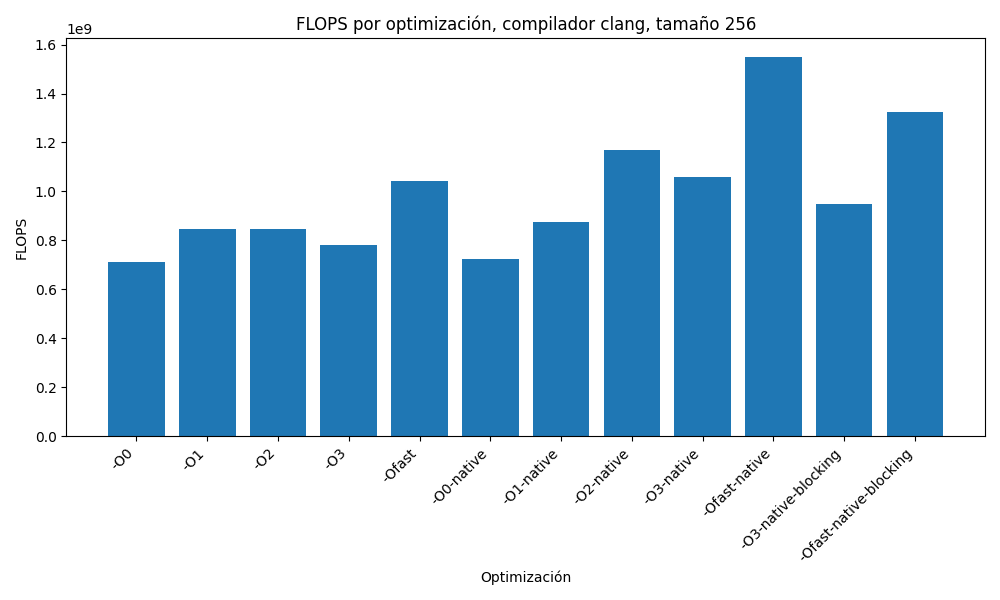 FLOPS por optimización, compilador clang, tamaño 256
1e9
1.6
1.4
1.2
1.0
0.8
0.6
0.4
0.2
0.0
FLOPS
-O0
-O1
-O2
-O3
-Ofast
-O0-native
-O1-native
-O2-native
-O3-native
-Ofast-native
-O3-native-blocking
-Ofast-native-blocking
Optimización